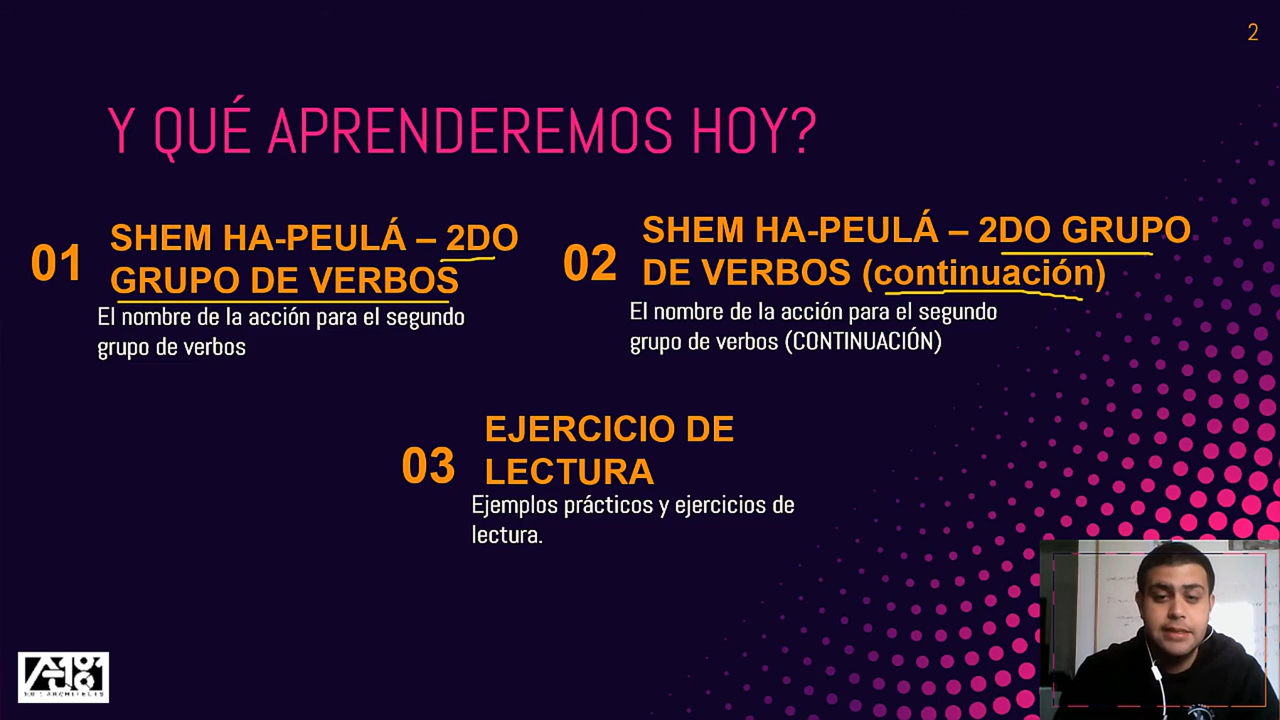 2
Y QUÉ APRENDEREMOS HOY?
01
SHEM HA-PEULÁ – 2DO
GRUPO DE VERBOS
El nombre de la acción para el segundo
grupo de verbos
02
SHEM HA-PEULÁ – 2DO GRUPO
DE VERBOS (continuación)
El nombre de la acción para el segundo
grupo de verbos (CONTINUACIÓN)
03
EJERCICIO DE
LECTURA
Ejemplos prácticos y ejercicios de
lectura.